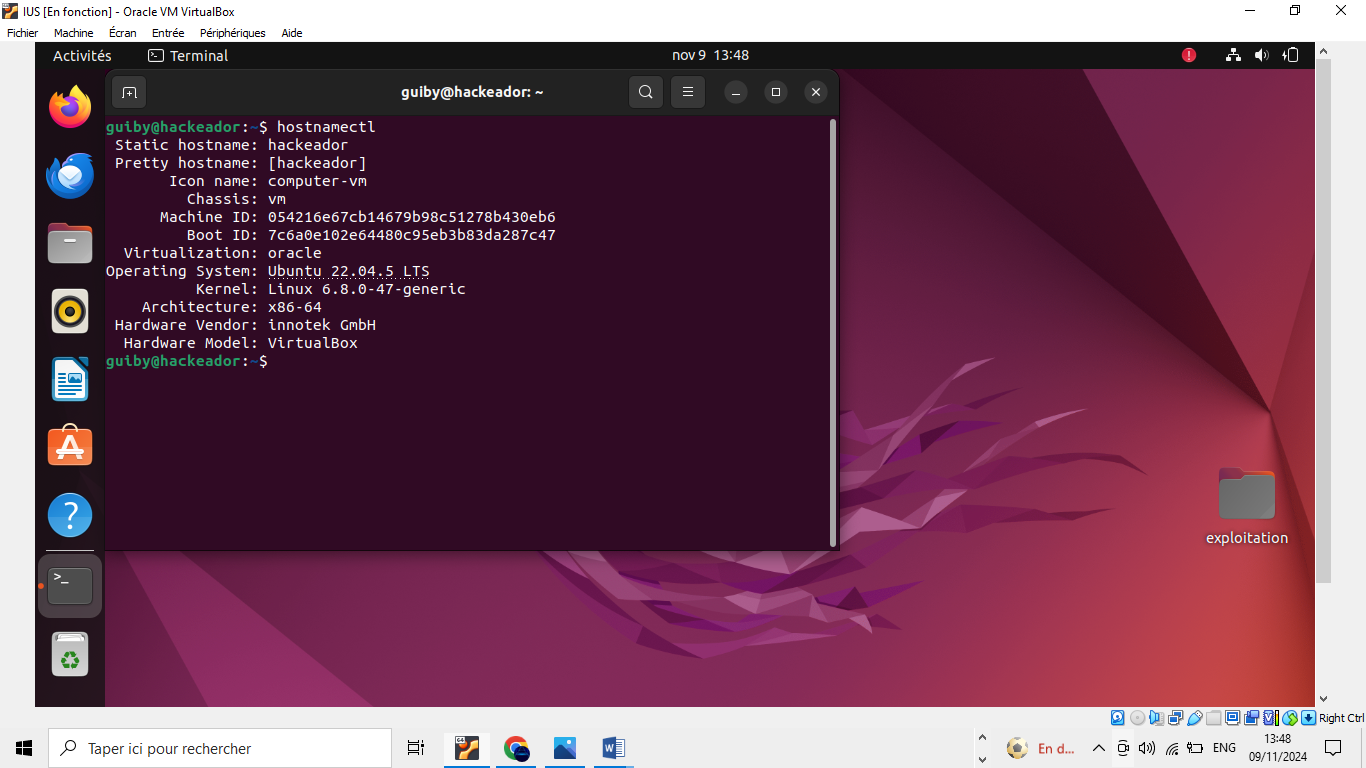 IUS [En fonction] - Oracle VM VirtualBox
Fichier Machine Écran Entrée Périphériques Aide
Activités Terminal nov 9 13:48
guiby@hackeador: ~
guiby@hackeador:~$ hostnamectl
Static hostname: hackeador
Pretty hostname: [hackeador]
Icon name: computer-vm
Chassis: vm
Machine ID: 054216e67cb14679b98c51278b430eb6
Boot ID: 7c6a0e102e64480c95eb3b83da287c47
Virtualization: oracle
Operating System: Ubuntu 22.04.5 LTS
Kernel: Linux 6.8.0-47-generic
Architecture: x86-64
Hardware Vendor: innotek GmbH
Hardware Model: VirtualBox
guiby@hackeador:~$
exploitation
Right Ctrl
Taper ici pour rechercher
En d...
ENG
13:48
09/11/2024